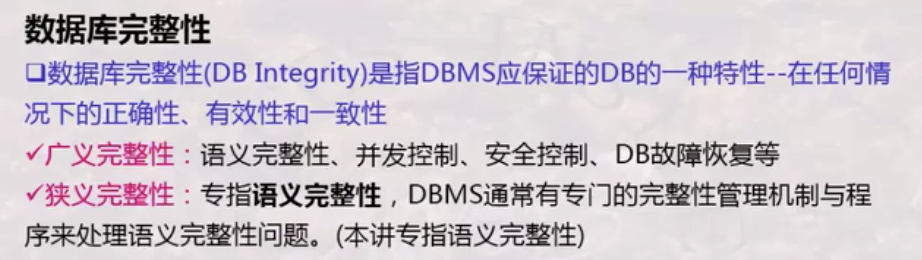 数据库完整性
❑数据库完整性(DB Integrity)是指DBMS应保证的DB的一种特性--在任何情
况下的正确性、有效性和一致性
✓广义完整性：语义完整性、并发控制、安全控制、DB故障恢复等
✓狭义完整性：专指语义完整性，DBMS通常有专门的完整性管理机制与程
序来处理语义完整性问题。(本讲专指语义完整性)